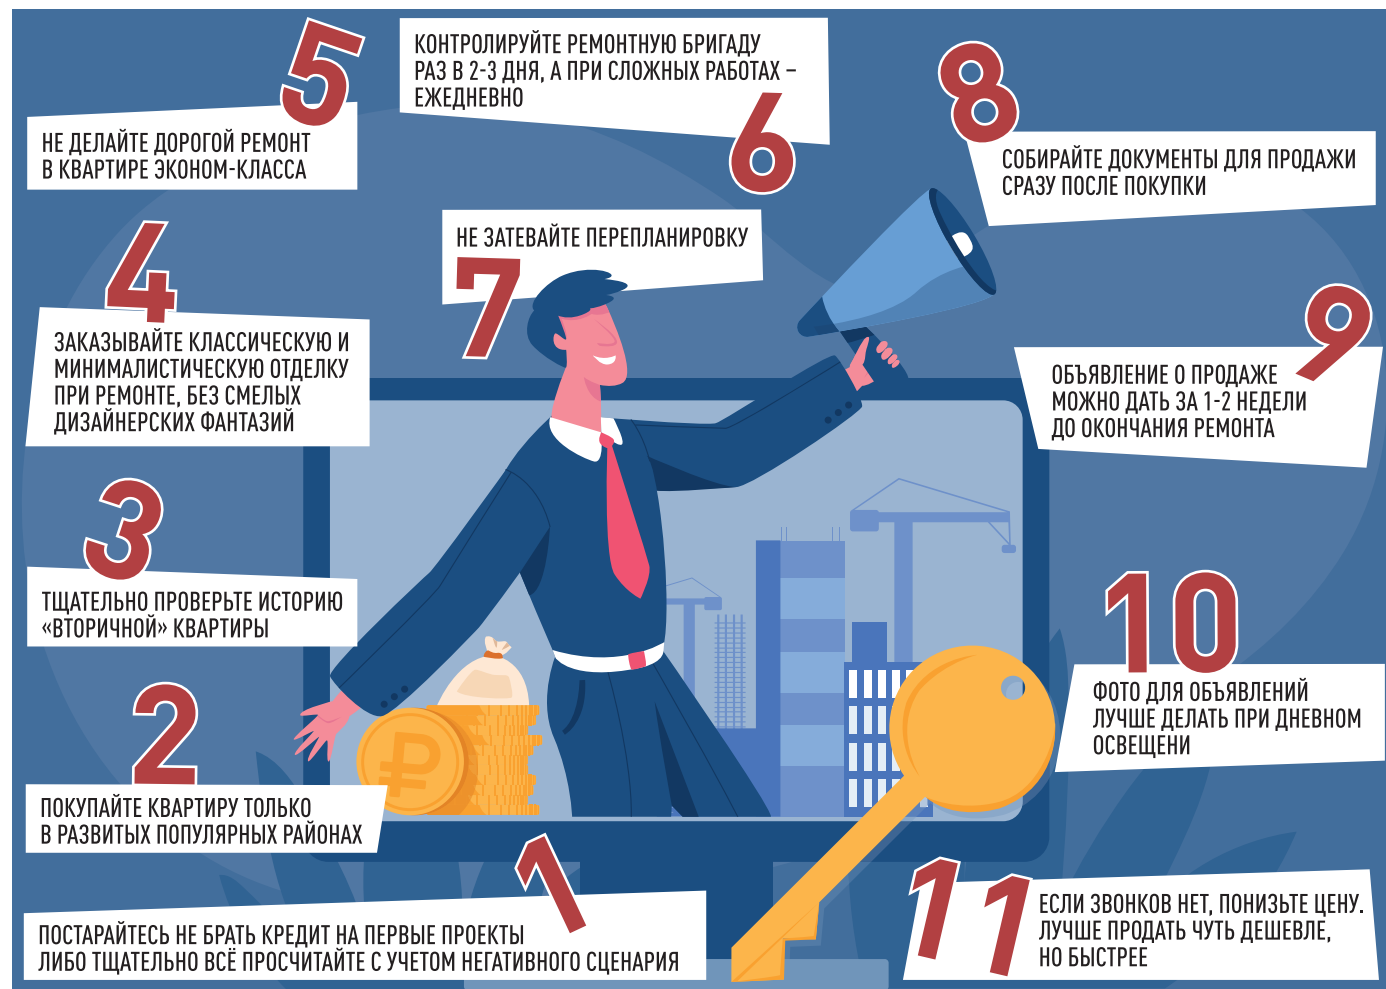 5
НЕ ДЕЛАЙТЕ ДОРОГОЙ РЕМОНТ
В КВАРТИРЕ ЭКОНОМ-КЛАССА
КОНТРОЛИРУЙТЕ РЕМОНТНУЮ БРИГАДУ
РАЗ В 2-3 ДНЯ, А ПРИ СЛОЖНЫХ РАБОТАХ –
ЕЖЕДНЕВНО
6
8
СОБИРАЙТЕ ДОКУМЕНТЫ ДЛЯ ПРОДАЖИ
СРАЗУ ПОСЛЕ ПОКУПКИ
НЕ ЗАТЕВАЙТЕ ПЕРЕПЛАНИРОВКУ
7
4
ЗАКАЗЫВАЙТЕ КЛАССИЧЕСКУЮ И
МИНИМАЛИСТИЧЕСКУЮ ОТДЕЛКУ
ПРИ РЕМОНТЕ, БЕЗ СМЕЛЫХ
ДИЗАЙНЕРСКИХ ФАНТАЗИЙ
9
ОБЪЯВЛЕНИЕ О ПРОДАЖЕ
МОЖНО ДАТЬ ЗА 1-2 НЕДЕЛИ
ДО ОКОНЧАНИЯ РЕМОНТА
3
ТЩАТЕЛЬНО ПРОВЕРЬТЕ ИСТОРИЮ
«ВТОРИЧНОЙ» КВАРТИРЫ
10
ФОТО ДЛЯ ОБЪЯВЛЕНИЙ
ЛУЧШЕ ДЕЛАТЬ ПРИ ДНЕВНОМ
ОСВЕЩЕНИ
2
ПОКУПАЙТЕ КВАРТИРУ ТОЛЬКО
В РАЗВИТЫХ ПОПУЛЯРНЫХ РАЙОНАХ
₽
1
ПОСТАРАЙТЕСЬ НЕ БРАТЬ КРЕДИТ НА ПЕРВЫЕ ПРОЕКТЫ
ЛИБО ТЩАТЕЛЬНО ВСЁ ПРОСЧИТАЙТЕ С УЧЕТОМ НЕГАТИВНОГО СЦЕНАРИЯ
11
ЕСЛИ ЗВОНКОВ НЕТ, ПОНИЗЬТЕ ЦЕНУ.
ЛУЧШЕ ПРОДАТЬ ЧУТЬ ДЕШЕВЛЕ,
НО БЫСТРЕЕ